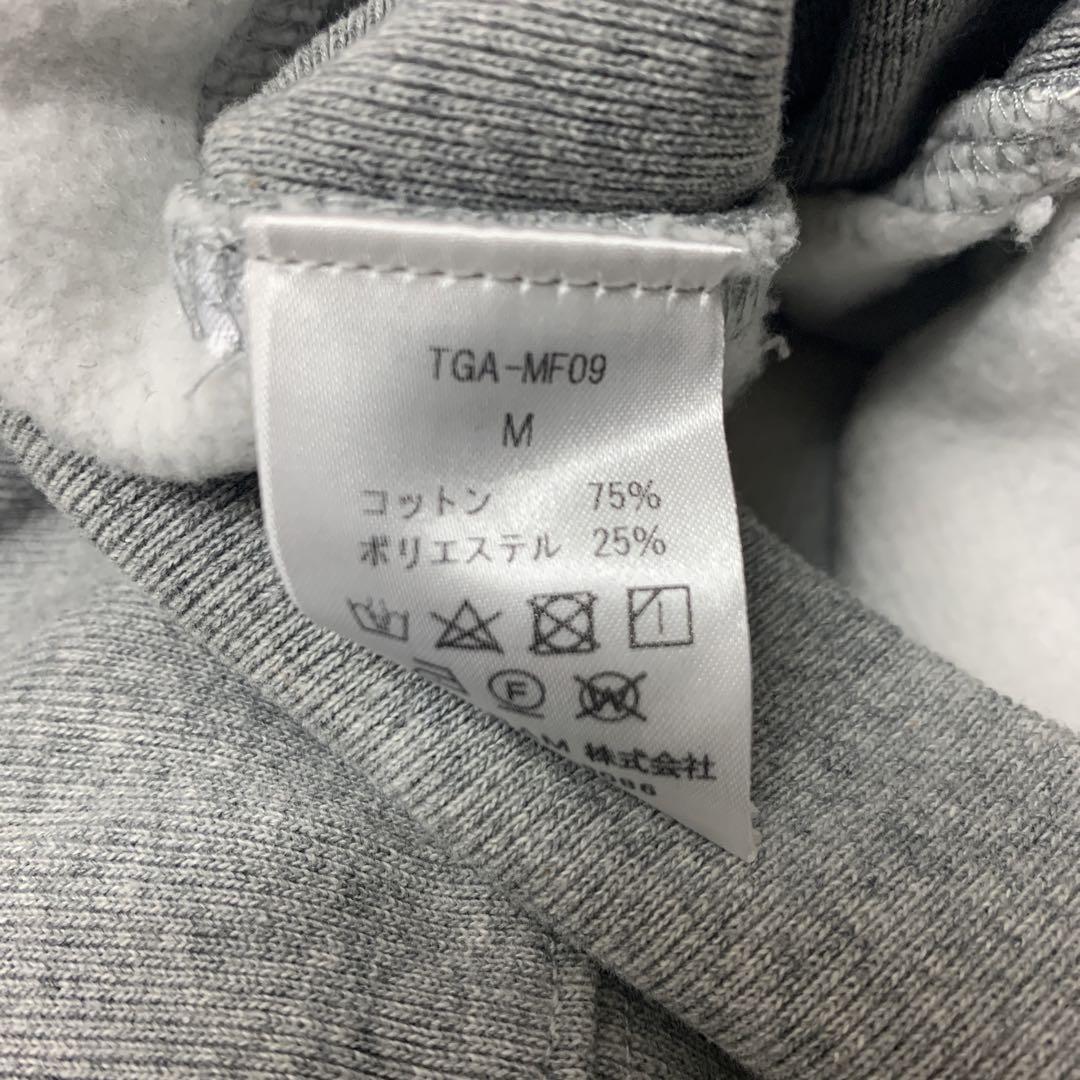 TGA-MF09
M
コットン 75%
ポリエステル 25%
F
W
株式会社